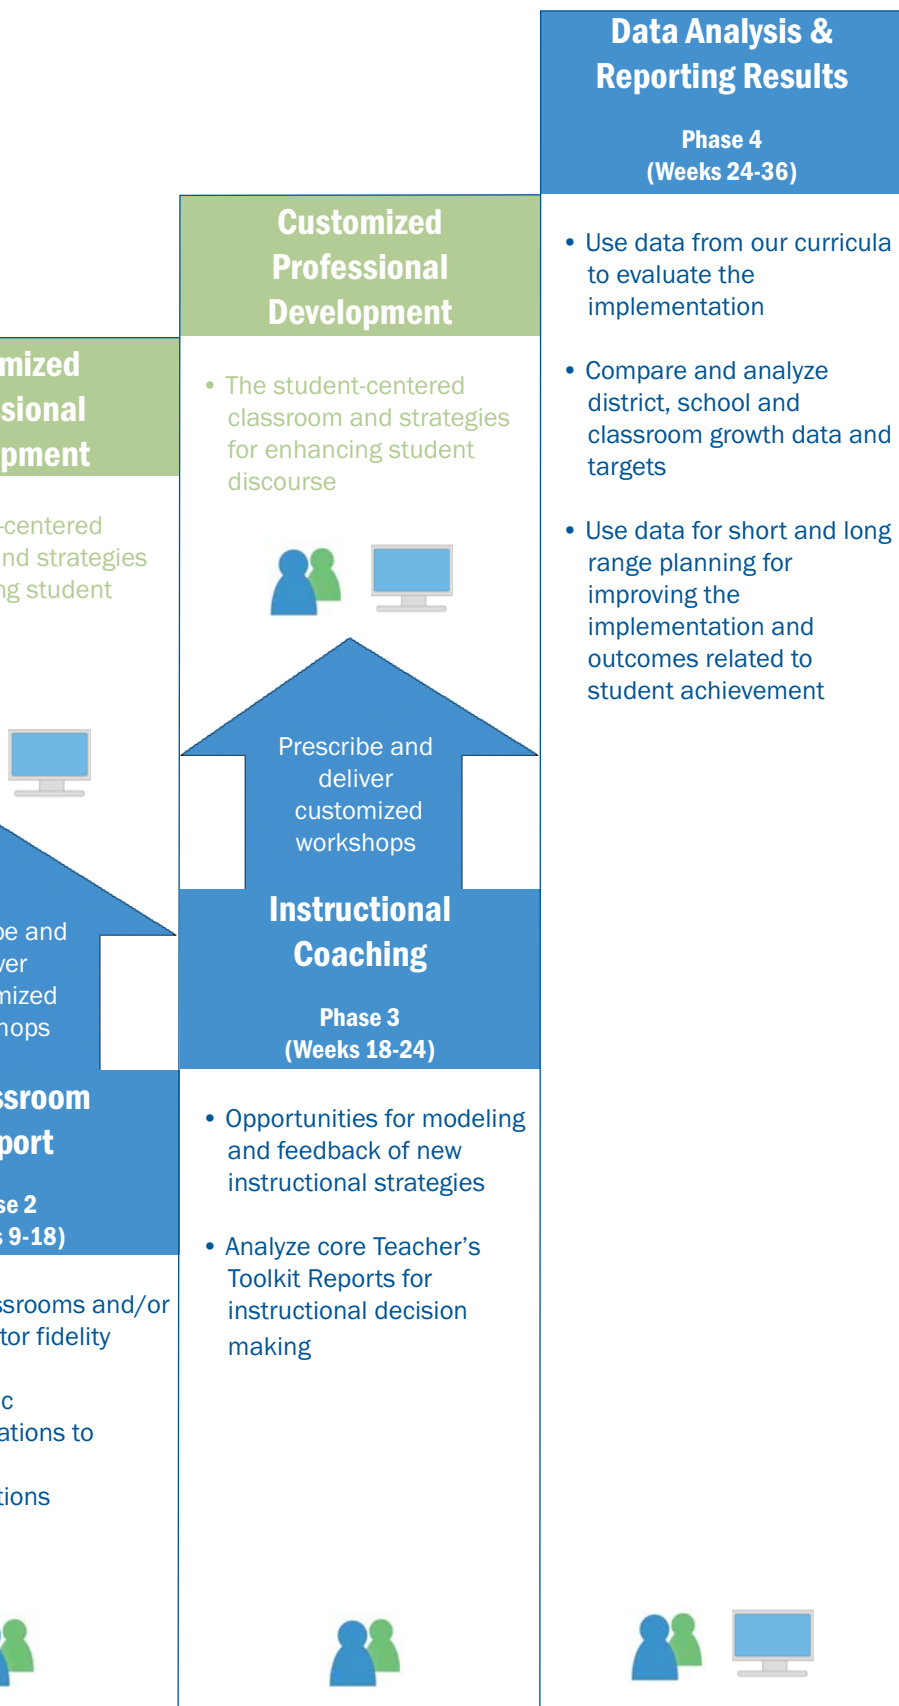 mized
sional
pment
-centered
nd strategies
ng student
be and
ver
mized
hops
ssroom
port
se 2
s 9-18)
ssrooms and/or
tor fidelity
c
ations to
tions
Customized
Professional
Development
• The student-centered
classroom and strategies
for enhancing student
discourse
Prescribe and
deliver
customized
workshops
Instructional
Coaching
Phase 3
(Weeks 18-24)
• Opportunities for modeling
and feedback of new
instructional strategies
• Analyze core Teacher’s
Toolkit Reports for
instructional decision
making
Data Analysis &
Reporting Results
Phase 4
(Weeks 24-36)
• Use data from our curricula
to evaluate the
implementation
• Compare and analyze
district, school and
classroom growth data and
targets
• Use data for short and long
range planning for
improving the
implementation and
outcomes related to
student achievement